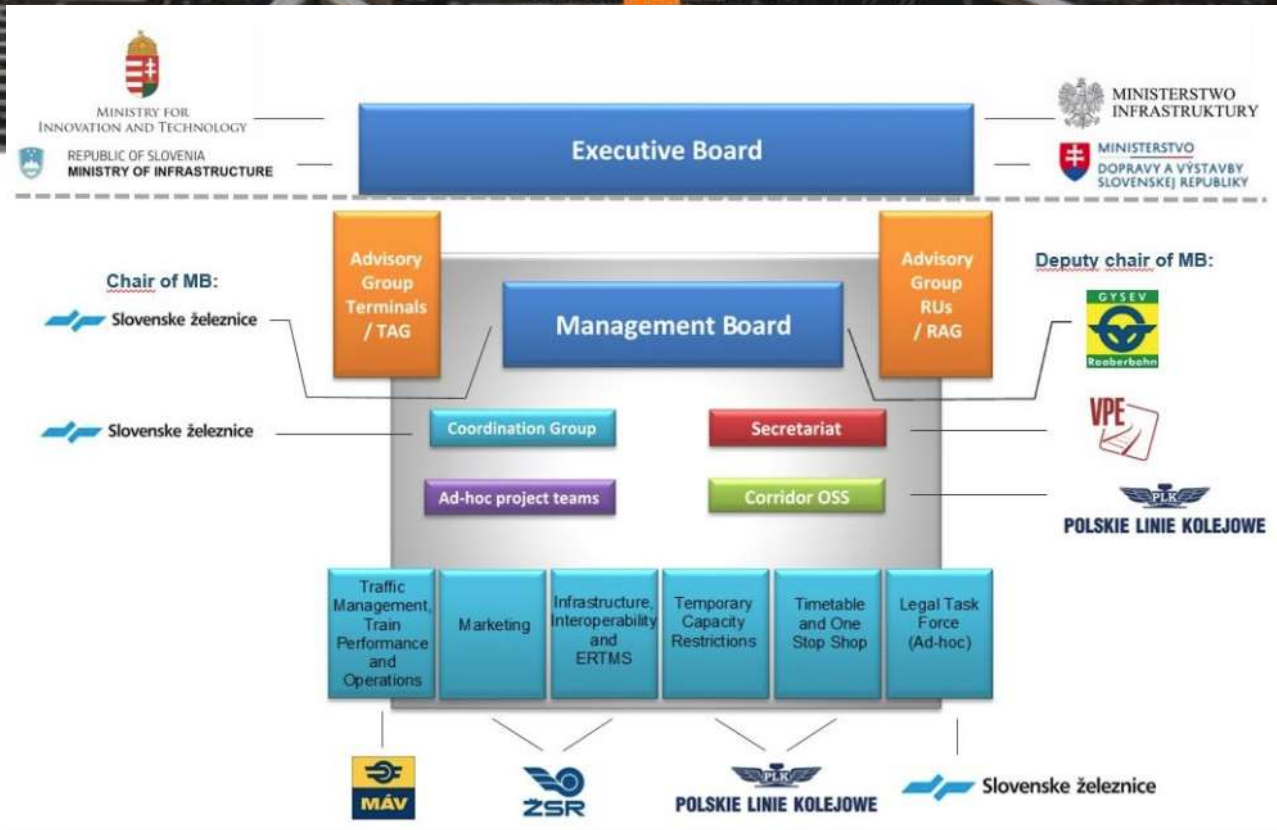 MINISTRY FOR
INNOVATION AND TECHNOLOGY
REPUBLIC OF SLOVENIA
MINISTRY OF INFRASTRUCTURE
Executive Board
MINISTERSTWO
INFRASTRUKTURY
MINISTERSTVO
DOPRAVY A VÝSTAVBY
SLOVENSKEJ REPUBLIKY
Advisory
Group
Terminals
/ TAG
Advisory
Group
RUs
/ RAG
Chair of MB:
Slovenske železnice
Management Board
Deputy chair of MB:
GYSEV
Raaberbahn
Slovenske železnice
Coordination Group
Secretariat
VPE
Ad-hoc project teams
Corridor OSS
PLK
POLSKIE LINIE KOLEJOWE
Traffic
Management,
Train
Performance
and
Operations
Marketing
Infrastructure,
Interoperability
and
ERTMS
Temporary
Capacity
Restrictions
Timetable
and One
Stop Shop
Legal Task
Force
(Ad-hoc)
MÁV
ŽSR
PLK
POLSKIE LINIE KOLEJOWE
Slovenske železnice